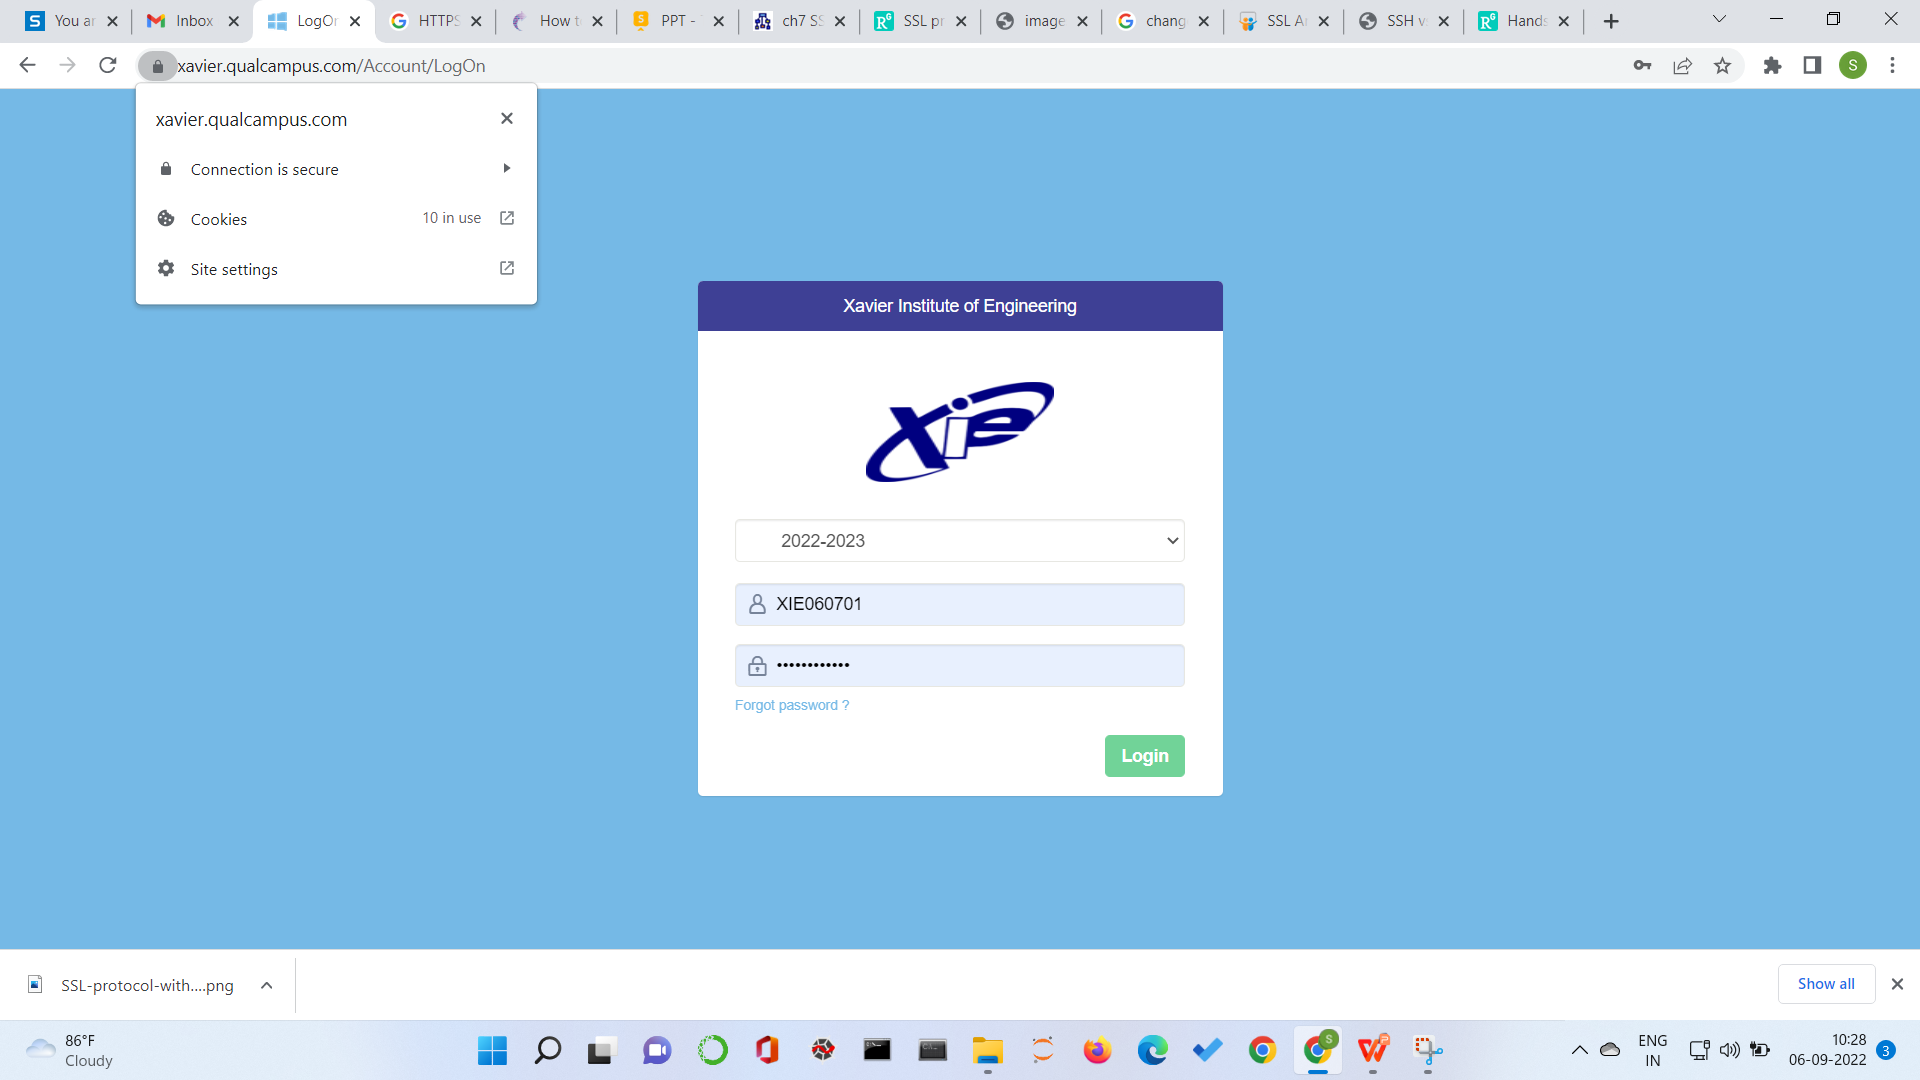 You ar
Inbox
LogOn
HTTPS
How to
PPT -
ch7 SS
SSL pr
image
chang
SSL Ar
SSH v
Hands
xavier.qualcampus.com/Account/LogOn
S
xavier.qualcampus.com
Connection is secure
Cookies 10 in use
Site settings
Xavier Institute of Engineering
xie
2022-2023
XIE060701
••••••••••••
Forgot password ?
Login
SSL-protocol-with....png
Show all
86°F
Cloudy
ENG
IN
10:28
06-09-2022
3